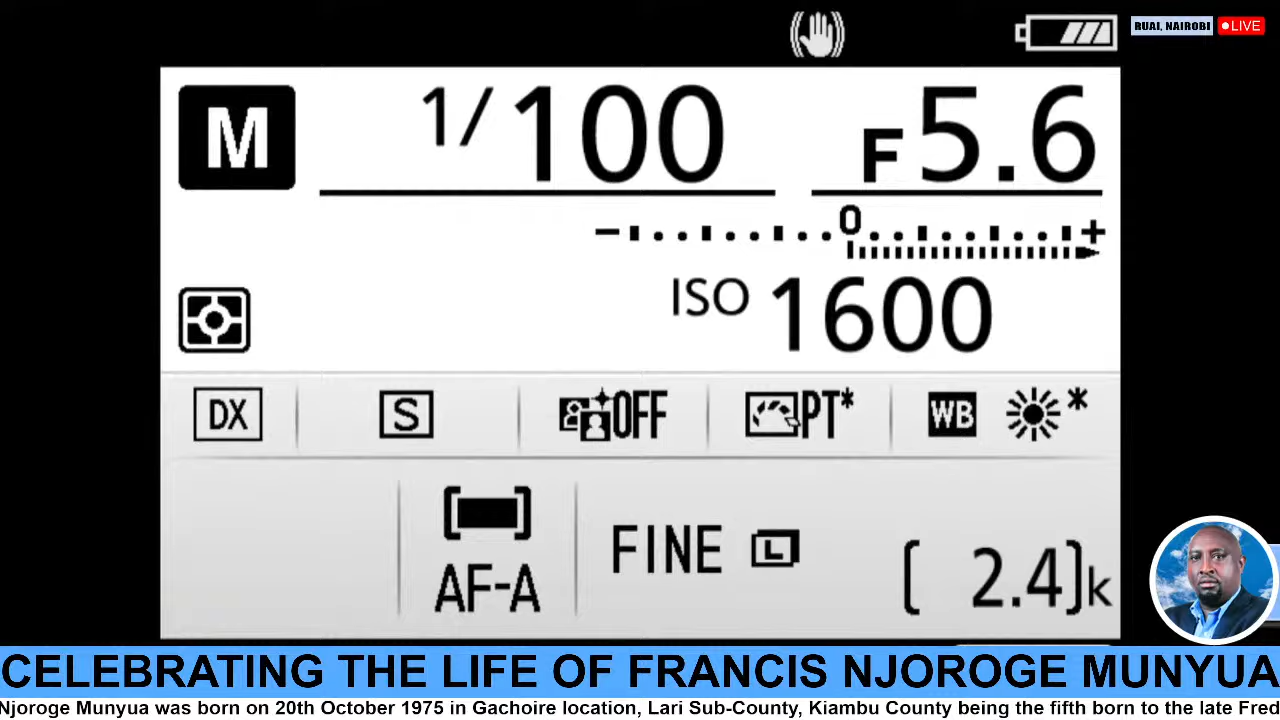 RUAI, NAIROBI LIVE
M 1/100 F5.6
− 0 +
ISO 1600
DX S OFF PT* WB *
AF-A FINE L [ 2.4]k
CELEBRATING THE LIFE OF FRANCIS NJOROGE MUNYUA
Njoroge Munyua was born on 20th October 1975 in Gachoire location, Lari Sub-County, Kiambu County being the fifth born to the late Fred